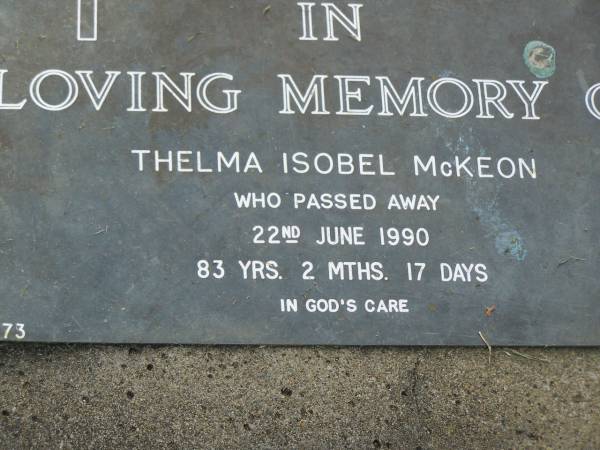 IN
LOVING MEMORY O
THELMA ISOBEL McKEON
WHO PASSED AWAY
22ND JUNE 1990
83 YRS. 2 MTHS. 17 DAYS
IN GOD'S CARE
73